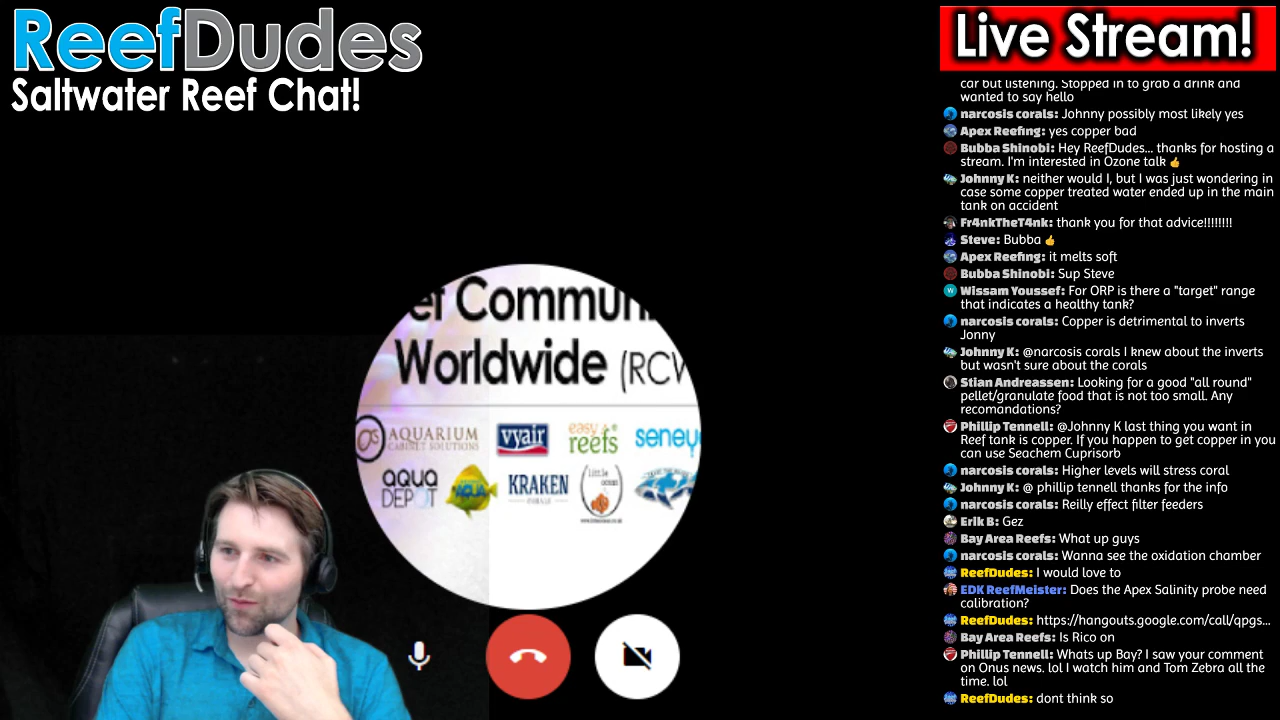 ReefDudes
Saltwater Reef Chat!
ef Commun
Worldwide (RCW
AQUARIUM
CABINET SOLUTIONS
vyair
easy
reefs
seney
aqua
DEPOT
AQUA
KRAKEN
little
Live Stream!
car but listening. Stopped in to grab a drink and
wanted to say hello
narcosis corals: Johnny possibly most likely yes
Apex Reefing: yes copper bad
Bubba Shinobi: Hey ReefDudes... thanks for hosting a
stream. I'm interested in Ozone talk 👍
Johnny K: neither would I, but I was just wondering in
case some copper treated water ended up in the main
tank on accident
Fr4nkTheT4nk: thank you for that advice!!!!!!!!
Steve: Bubba 👍
Apex Reefing: it melts soft
Bubba Shinobi: Sup Steve
W Wissam Youssef: For ORP is there a "target" range
that indicates a healthy tank?
narcosis corals: Copper is detrimental to inverts
Jonny
Johnny K: @narcosis corals I knew about the inverts
but wasn't sure about the corals
Stian Andreassen: Looking for a good "all round"
pellet/granulate food that is not too small. Any
recomandations?
Phillip Tennell: @Johnny K last thing you want in
Reef tank is copper. If you happen to get copper in you
can use Seachem Cuprisorb
narcosis corals: Higher levels will stress coral
Johnny K: @ phillip tennell thanks for the info
narcosis corals: Reilly effect filter feeders
Erik B: Gez
Bay Area Reefs: What up guys
narcosis corals: Wanna see the oxidation chamber
ReefDudes: I would love to
EDK ReefMeister: Does the Apex Salinity probe need
calibration?
ReefDudes: https://hangouts.google.com/call/qpgs...
Bay Area Reefs: Is Rico on
Phillip Tennell: Whats up Bay? I saw your comment
on Onus news. lol I watch him and Tom Zebra all the
time. lol
ReefDudes: dont think so